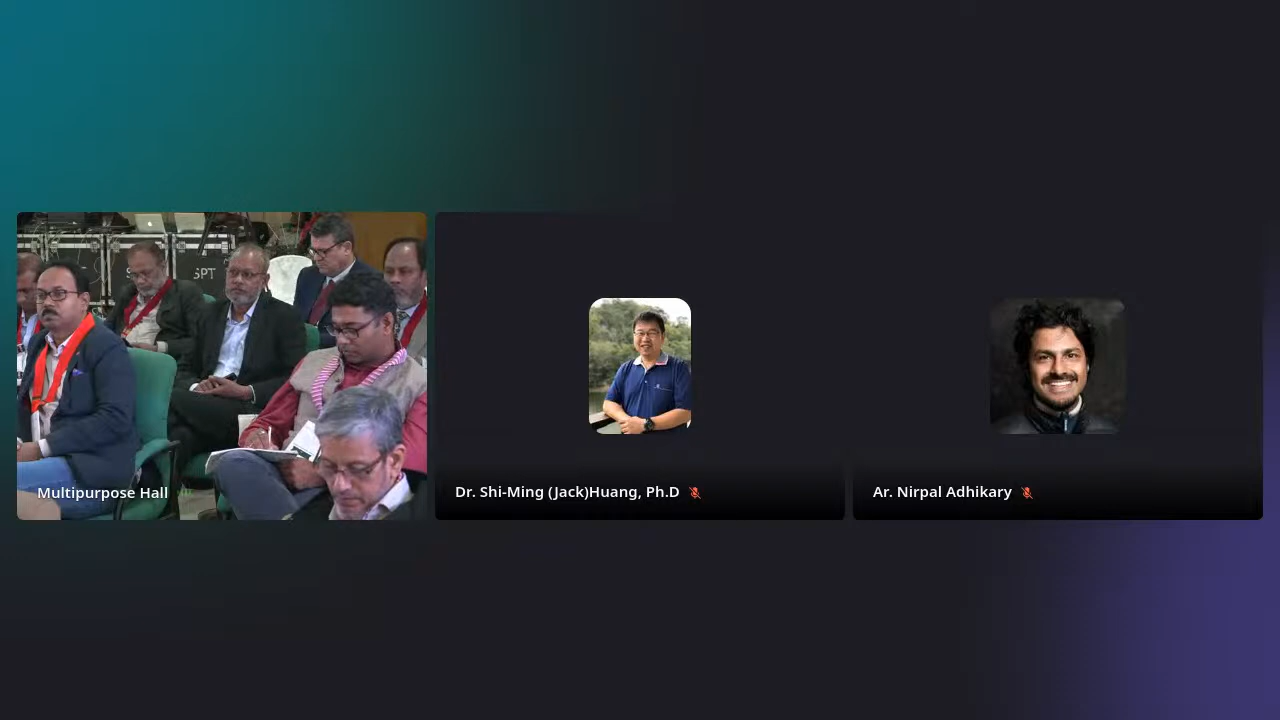 SPT
Multipurpose Hall
Dr. Shi-Ming (Jack)Huang, Ph.D
Ar. Nirpal Adhikary